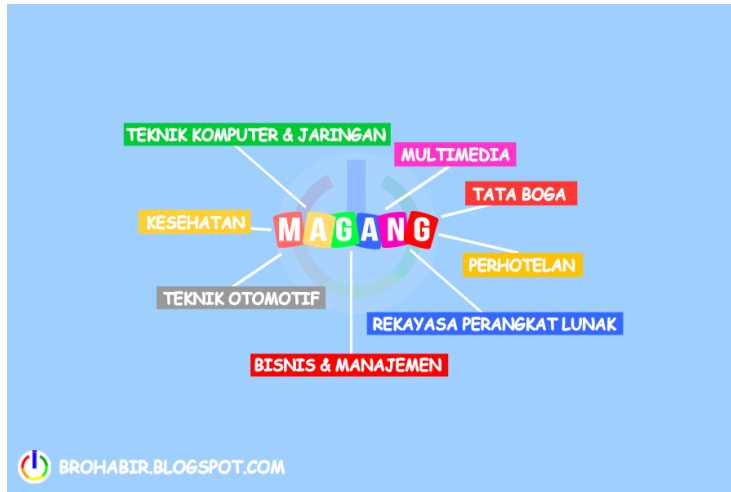 TEKNIK KOMPUTER & JARINGAN
MULTIMEDIA
TATA BOGA
KESEHATAN
MAGANG
PERHOTELAN
TEKNIK OTOMOTIF
REKAYASA PERANGKAT LUNAK
BISNIS & MANAJEMEN
BROHABIR.BLOGSPOT.COM